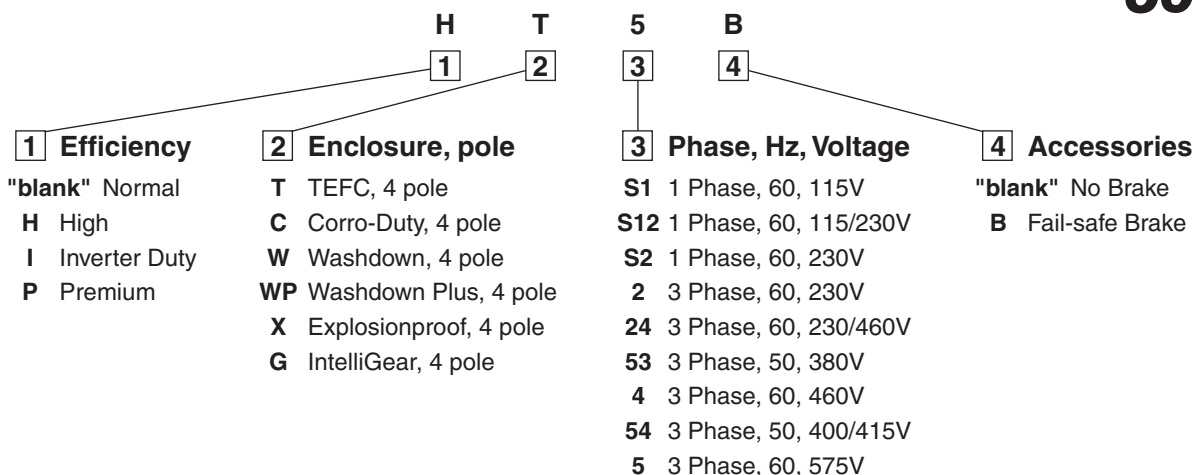 H T 5 B
1 2 3 4
1 Efficiency
"blank" Normal
H High
I Inverter Duty
P Premium
2 Enclosure, pole
T TEFC, 4 pole
C Corro-Duty, 4 pole
W Washdown, 4 pole
WP Washdown Plus, 4 pole
X Explosionproof, 4 pole
G IntelliGear, 4 pole
3 Phase, Hz, Voltage
S1 1 Phase, 60, 115V
S12 1 Phase, 60, 115/230V
S2 1 Phase, 60, 230V
2 3 Phase, 60, 230V
24 3 Phase, 60, 230/460V
53 3 Phase, 50, 380V
4 3 Phase, 60, 460V
54 3 Phase, 50, 400/415V
5 3 Phase, 60, 575V
4 Accessories
"blank" No Brake
B Fail-safe Brake